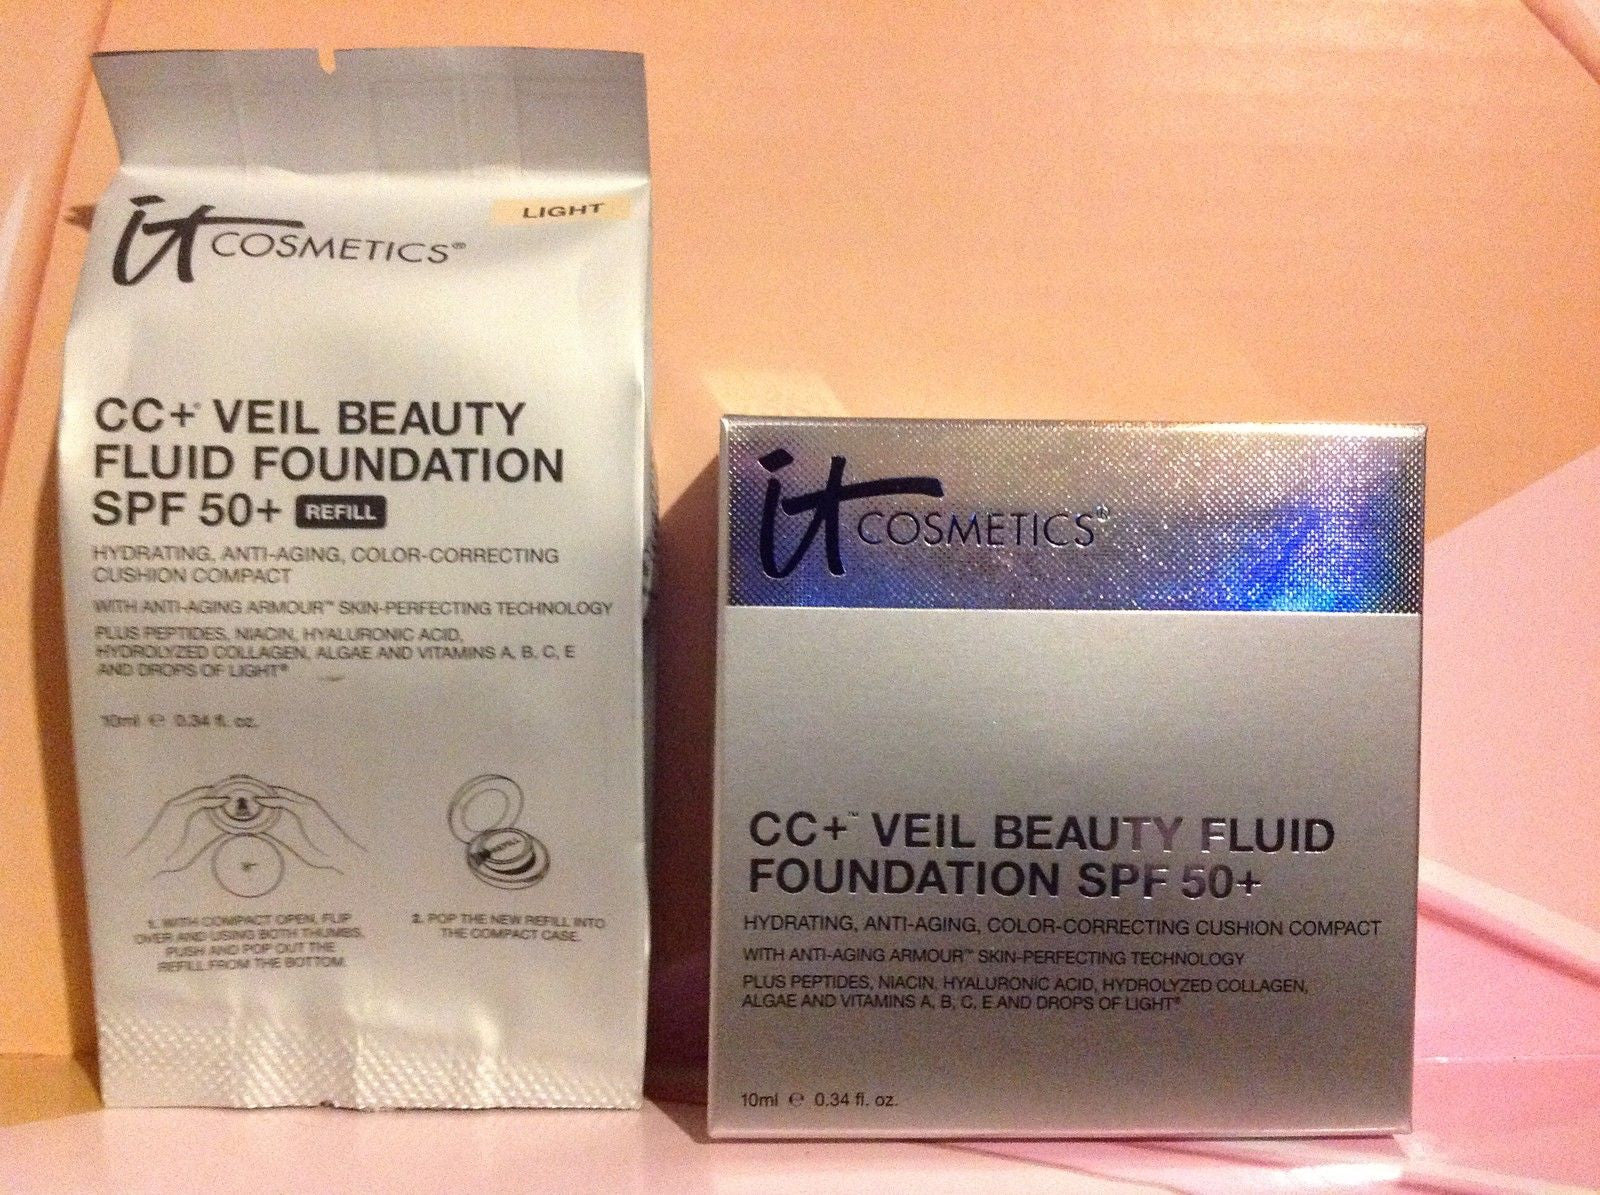 it COSMETICS®
LIGHT
CC+® VEIL BEAUTY
FLUID FOUNDATION
SPF 50+ REFILL
HYDRATING, ANTI-AGING, COLOR-CORRECTING
CUSHION COMPACT
WITH ANTI-AGING ARMOUR™ SKIN-PERFECTING TECHNOLOGY
PLUS PEPTIDES, NIACIN, HYALURONIC ACID,
HYDROLYZED COLLAGEN, ALGAE AND VITAMINS A, B, C, E
AND DROPS OF LIGHT®
10ml ℮ 0.34 fl. oz.
1. WITH COMPACT OPEN, FLIP
OVER AND USING BOTH THUMBS,
PUSH AND POP OUT THE
REFILL FROM THE BOTTOM.
2. POP THE NEW REFILL INTO
THE COMPACT CASE.
it COSMETICS®
CC+™ VEIL BEAUTY FLUID
FOUNDATION SPF 50+
HYDRATING, ANTI-AGING, COLOR-CORRECTING CUSHION COMPACT
WITH ANTI-AGING ARMOUR™ SKIN-PERFECTING TECHNOLOGY
PLUS PEPTIDES, NIACIN, HYALURONIC ACID, HYDROLYZED COLLAGEN,
ALGAE AND VITAMINS A, B, C, E AND DROPS OF LIGHT®
10ml ℮ 0.34 fl. oz.